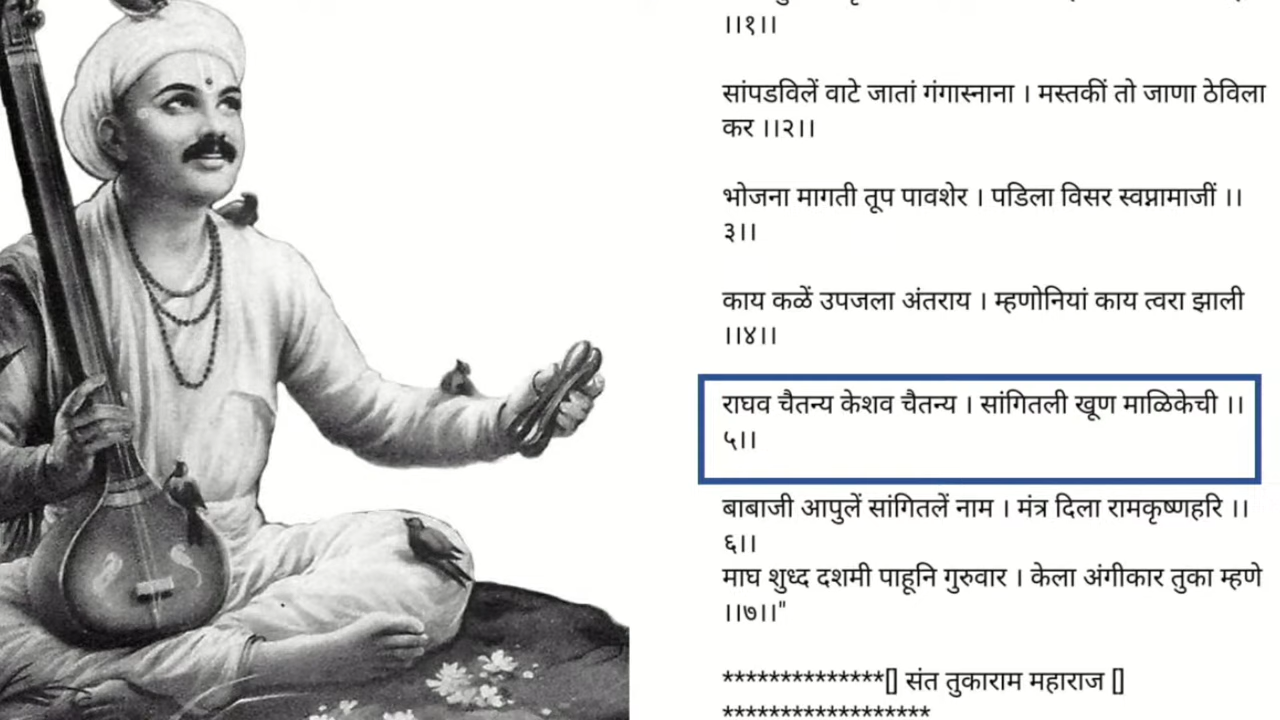 ।।१।।
सांपडविलें वाटे जातां गंगास्नाना । मस्तकीं तो जाणा ठेविला
कर ।।२।।
भोजना मागती तूप पावशेर । पडिला विसर स्वप्नामाजीं ।।
३।।
काय कळें उपजला अंतराय । म्हणोनियां काय त्वरा झाली
।।४।।
राघव चैतन्य केशव चैतन्य । सांगितली खूण माळिकेची ।।
५।।
बाबाजी आपुलें सांगितलें नाम । मंत्र दिला रामकृष्णहरि ।।
६।।
माघ शुध्द दशमी पाहूनि गुरुवार । केला अंगीकार तुका म्हणे
।।७।।"
**************[] संत तुकाराम महाराज []
******************